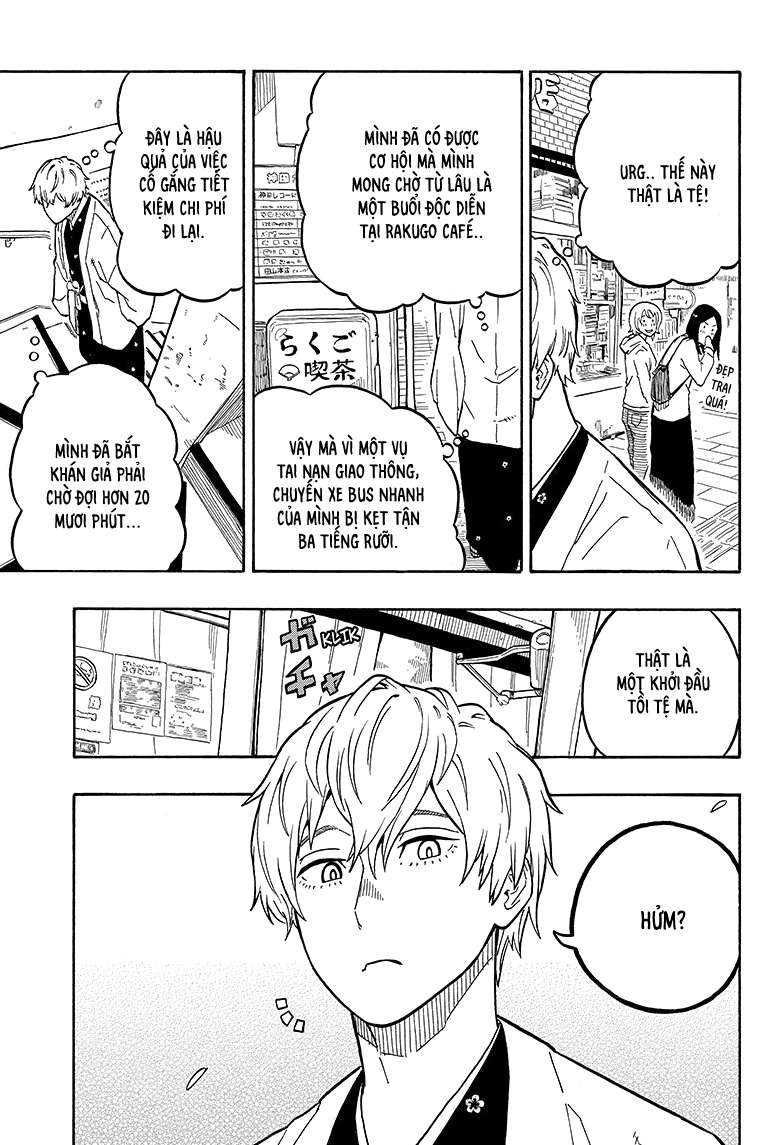 URG.. THẾ NÀY
THẬT LÀ TỆ!
ĐẸP
TRAI
QUÁ!
MÌNH ĐÃ CÓ ĐƯỢC
CƠ HỘI MÀ MÌNH
MONG CHỜ TỪ LÂU LÀ
MỘT BUỔI ĐỘC DIỄN
TẠI RAKUGO CAFÉ..
らくご
喫茶
VẬY MÀ VÌ MỘT VỤ
TAI NẠN GIAO THÔNG,
CHUYẾN XE BUS NHANH
CỦA MÌNH BỊ KẸT TẬN
BA TIẾNG RƯỠI.
ĐÂY LÀ HẬU
QUẢ CỦA VIỆC
CỐ GẮNG TIẾT
KIỆM CHI PHÍ
ĐI LẠI.
MÌNH ĐÃ BẮT
KHÁN GIẢ PHẢI
CHỜ ĐỢI HƠN 20
MƯƠI PHÚT...
THẬT LÀ
MỘT KHỞI ĐẦU
TỒI TỆ MÀ.
ガチャ
KLIK
HỬM?